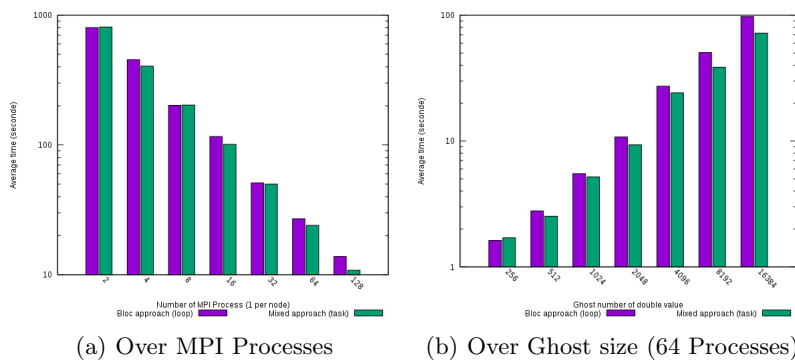 1000
100
10
Average time (seconde)
2 4 8 16 32 64 128
Number of MPI Process (1 per node)
Bloc approach (loop) Mixed approach (task)
(a) Over MPI Processes
100
10
1
Average time (seconde)
256 512 1024 2048 4096 8192 16384
Ghost number of double value
Bloc approach (loop) Mixed approach (task)
(b) Over Ghost size (64 Processes)